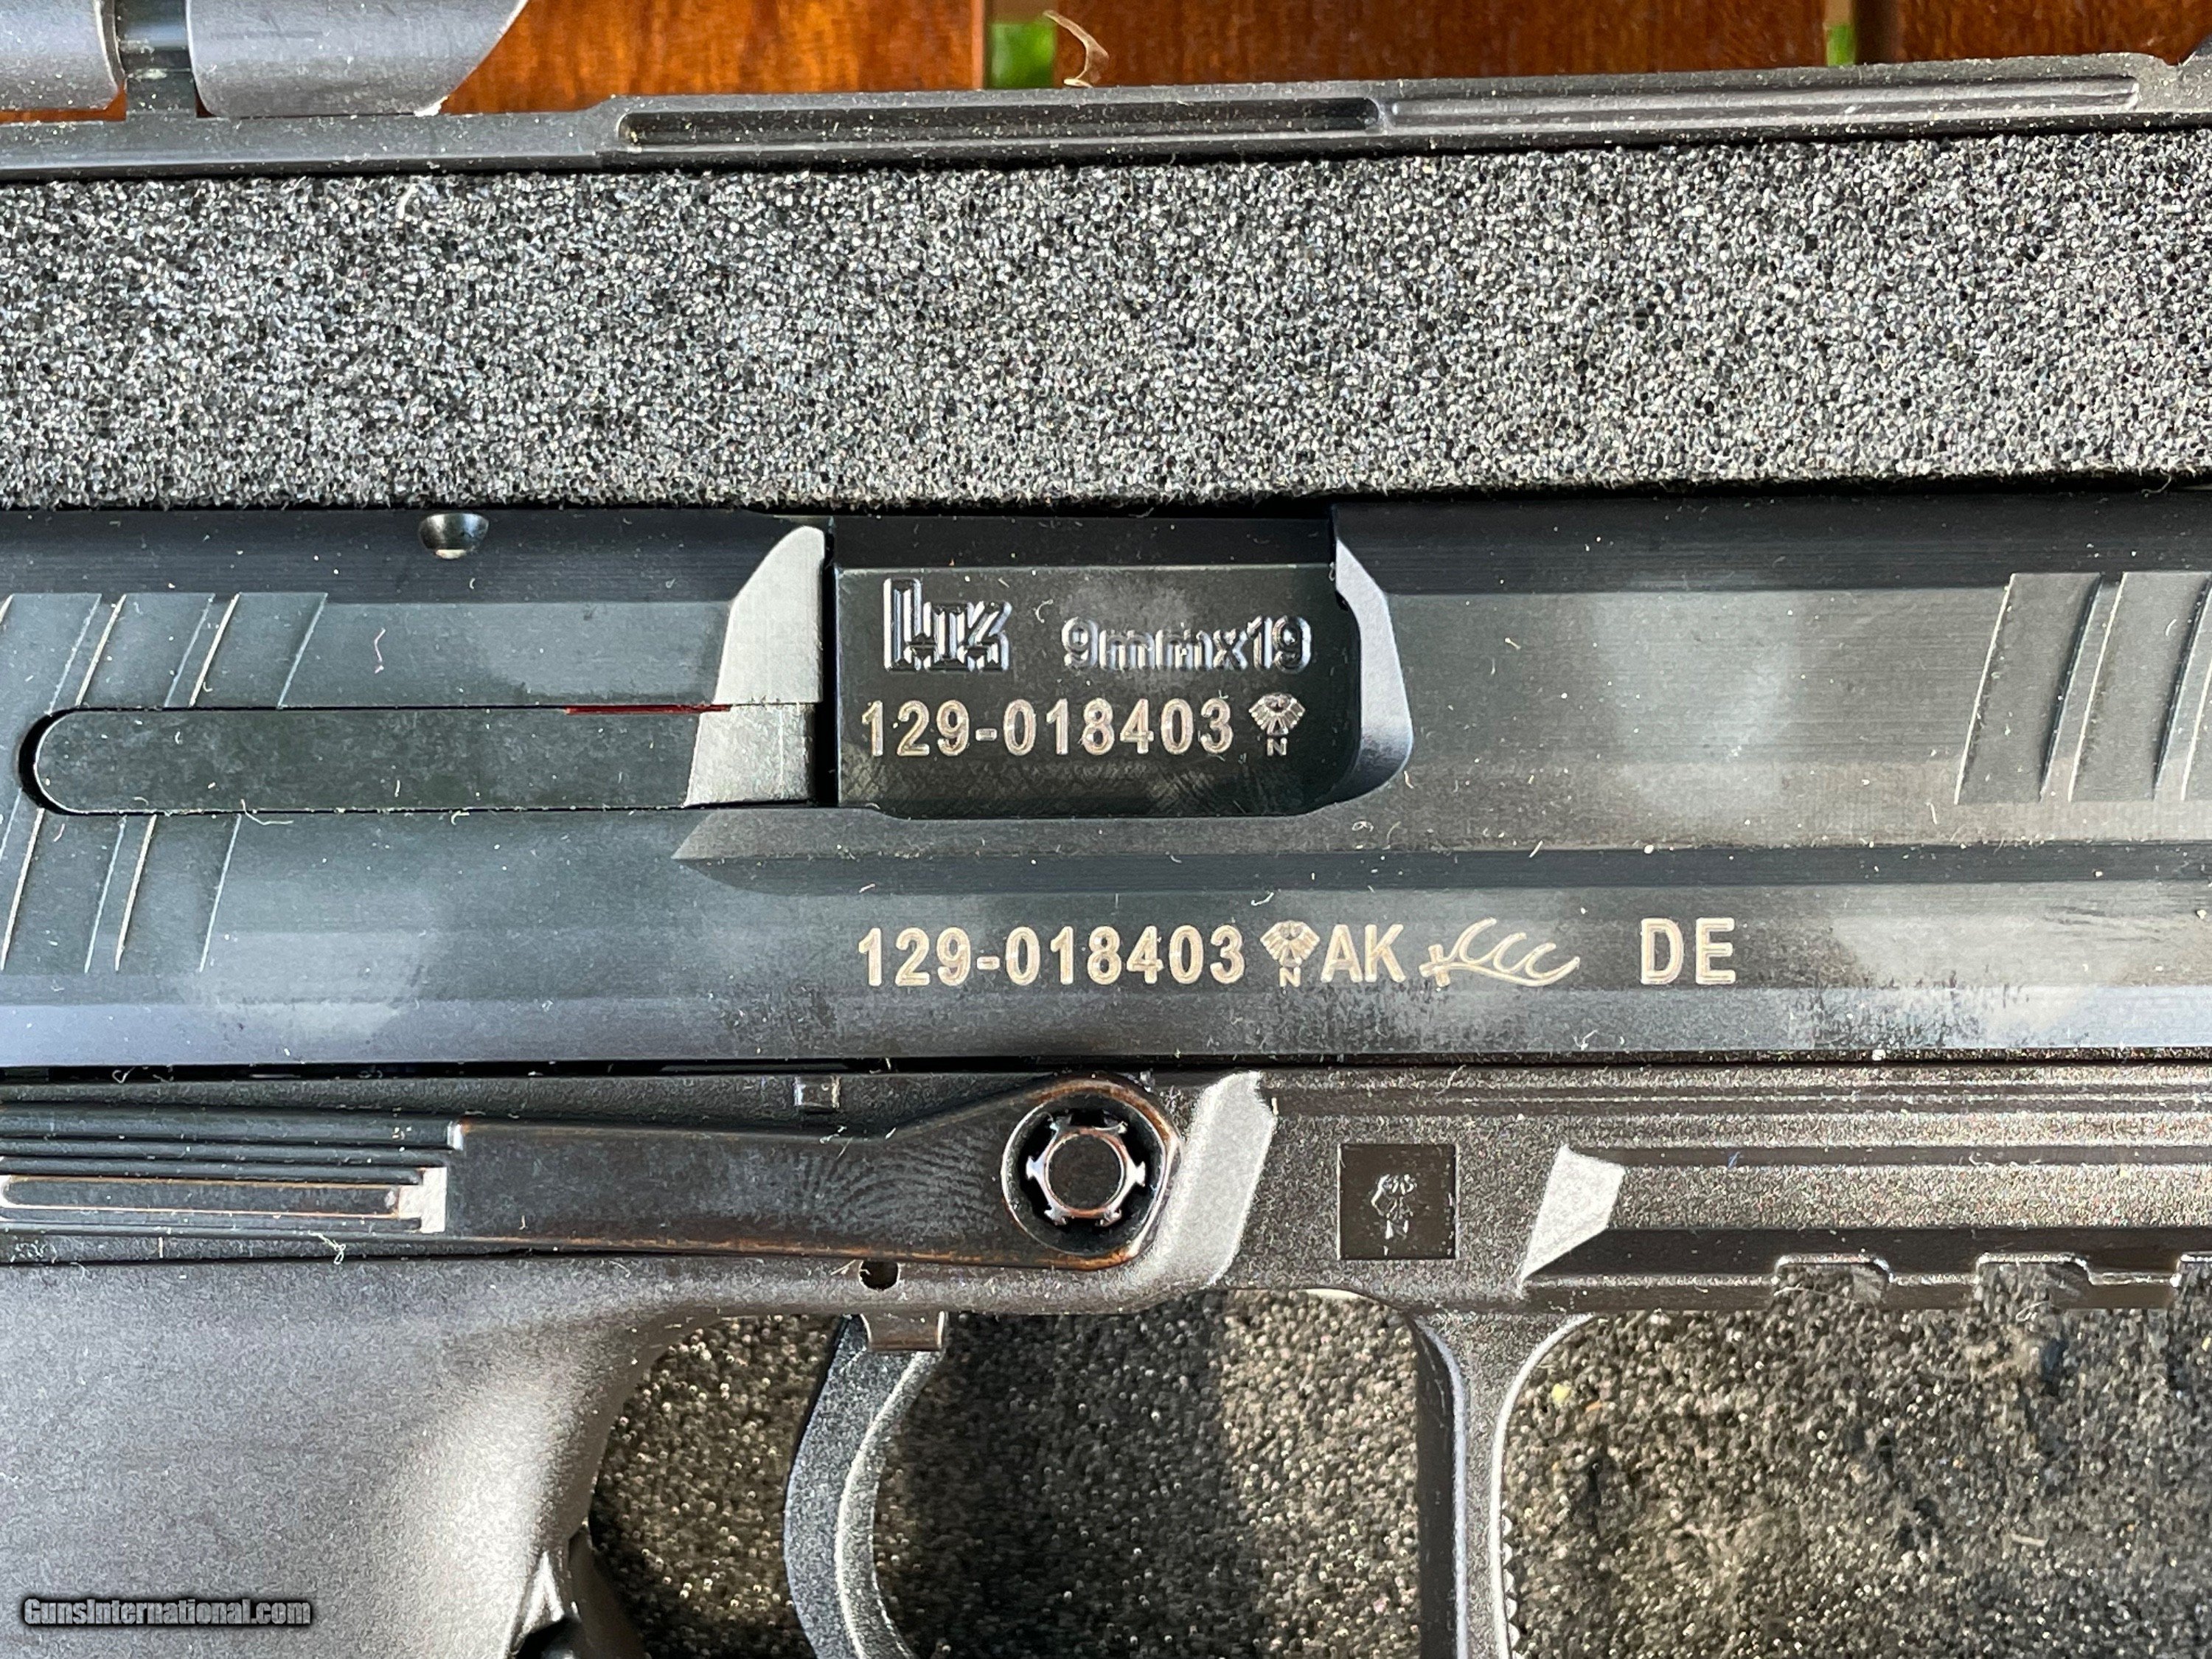 HK 9mmx19
129-018403 N
129-018403 N AK DE
N
GunsInternational.com